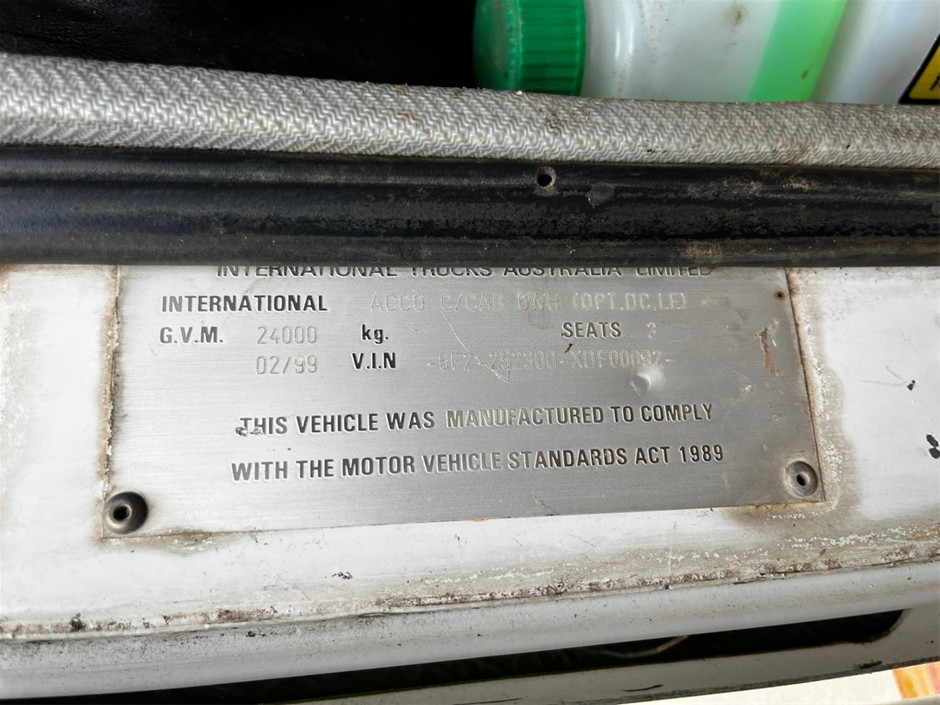 INTERNATIONAL TRUCKS AUSTRALIA LIMITED
INTERNATIONAL ACCO C/CAB (OPT.DC.LE)
G.V.M. 24000 kg. SEATS 3
02/99 V.I.N
THIS VEHICLE WAS MANUFACTURED TO COMPLY
WITH THE MOTOR VEHICLE STANDARDS ACT 1989